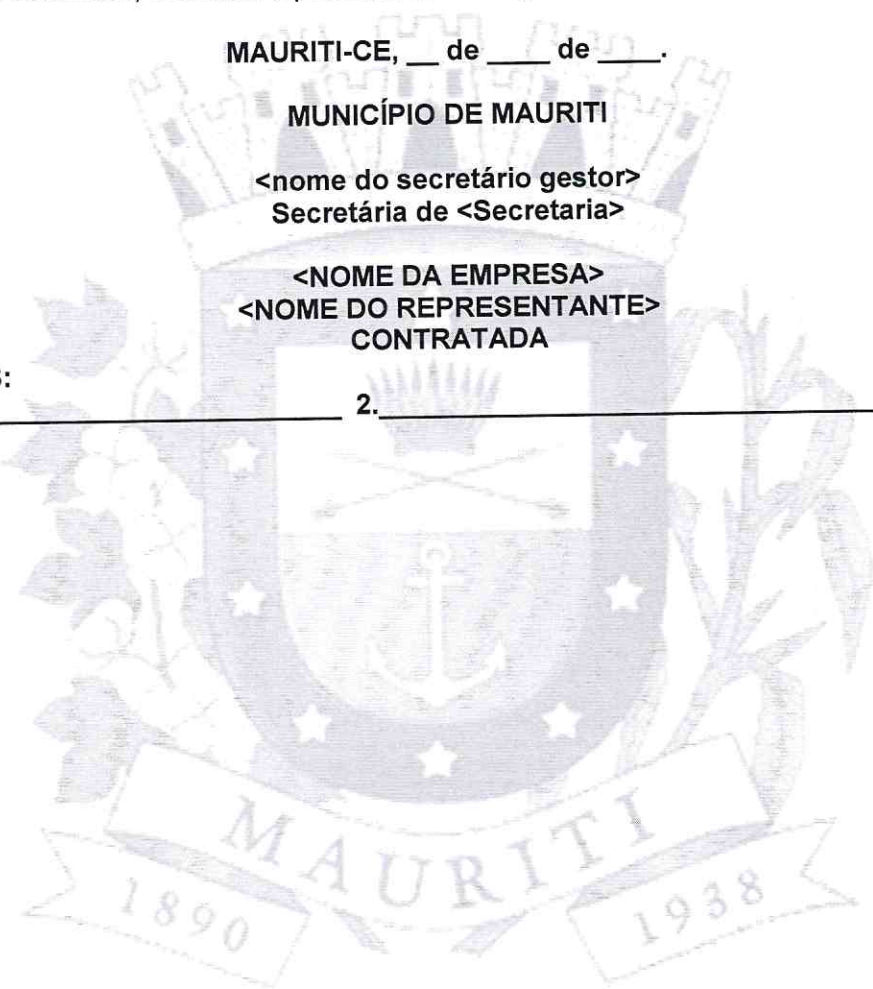 MAURITI-CE, __ de ____ de ____.
MUNICÍPIO DE MAURITI
<nome do secretário gestor>
Secretária de <Secretaria>
<NOME DA EMPRESA>
<NOME DO REPRESENTANTE>
CONTRATADA
2.
MAURITI
1890
1938